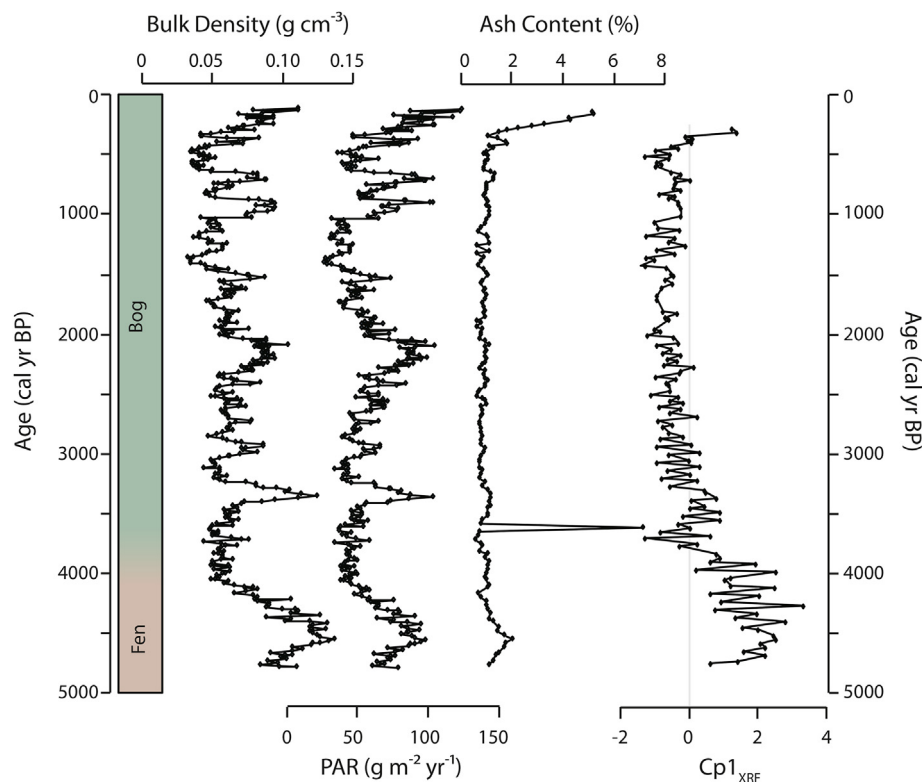 Bulk Density (g cm-3)
Ash Content (%)
0 0.05 0.10 0.15
0 2 4 6 8
0
1000
2000
3000
4000
5000
Age (cal yr BP)
Bog
Fen
0
1000
2000
3000
4000
5000
Age (cal yr BP)
0 50 100 150
PAR (g m-2 yr-1)
-2 0 2 4
Cp1XRF